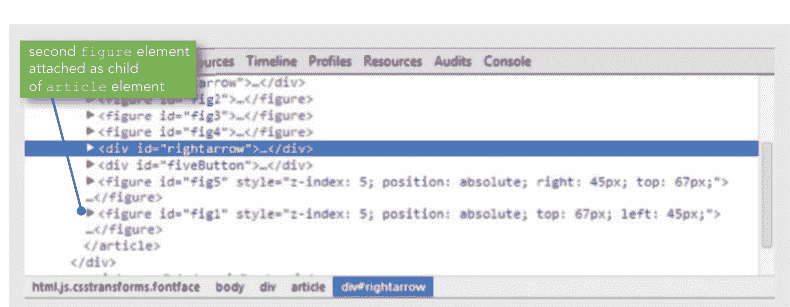 second figure element
attached as child
of article element
urces Timeline Profiles Resources Audits Console
arrow">…</div>
▶<figure id="fig2">…</figure>
▶<figure id="fig3">…</figure>
▶<figure id="fig4">…</figure>
▶<div id="rightarrow">…</div>
▶<div id="fiveButton">…</div>
▶<figure id="fig5" style="z-index: 5; position: absolute; right: 45px; top: 67px;">
…</figure>
▶<figure id="fig1" style="z-index: 5; position: absolute; top: 67px; left: 45px;">
…</figure>
</article>
</div>
html.js.csstransforms.fontface body div article div#rightarrow